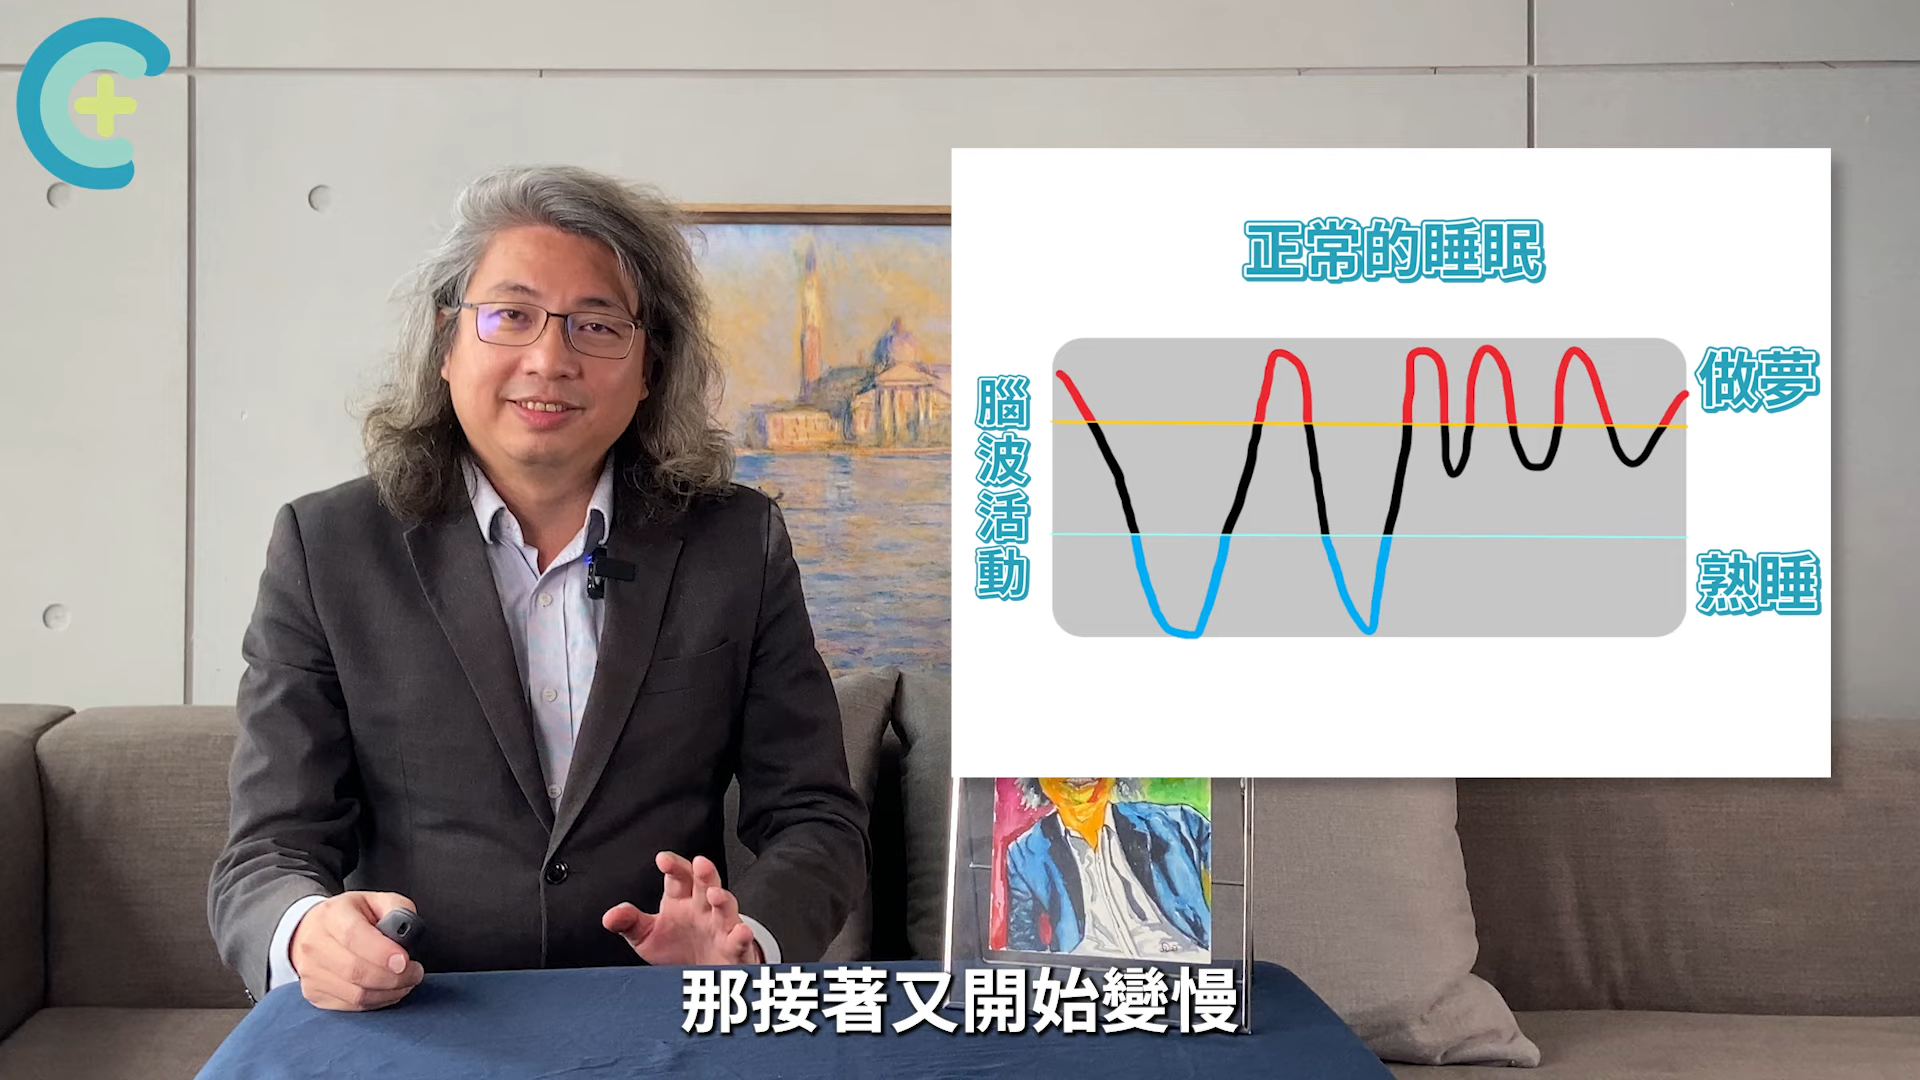 正常的睡眠
腦波活動
做夢
熟睡
那接著又開始變慢